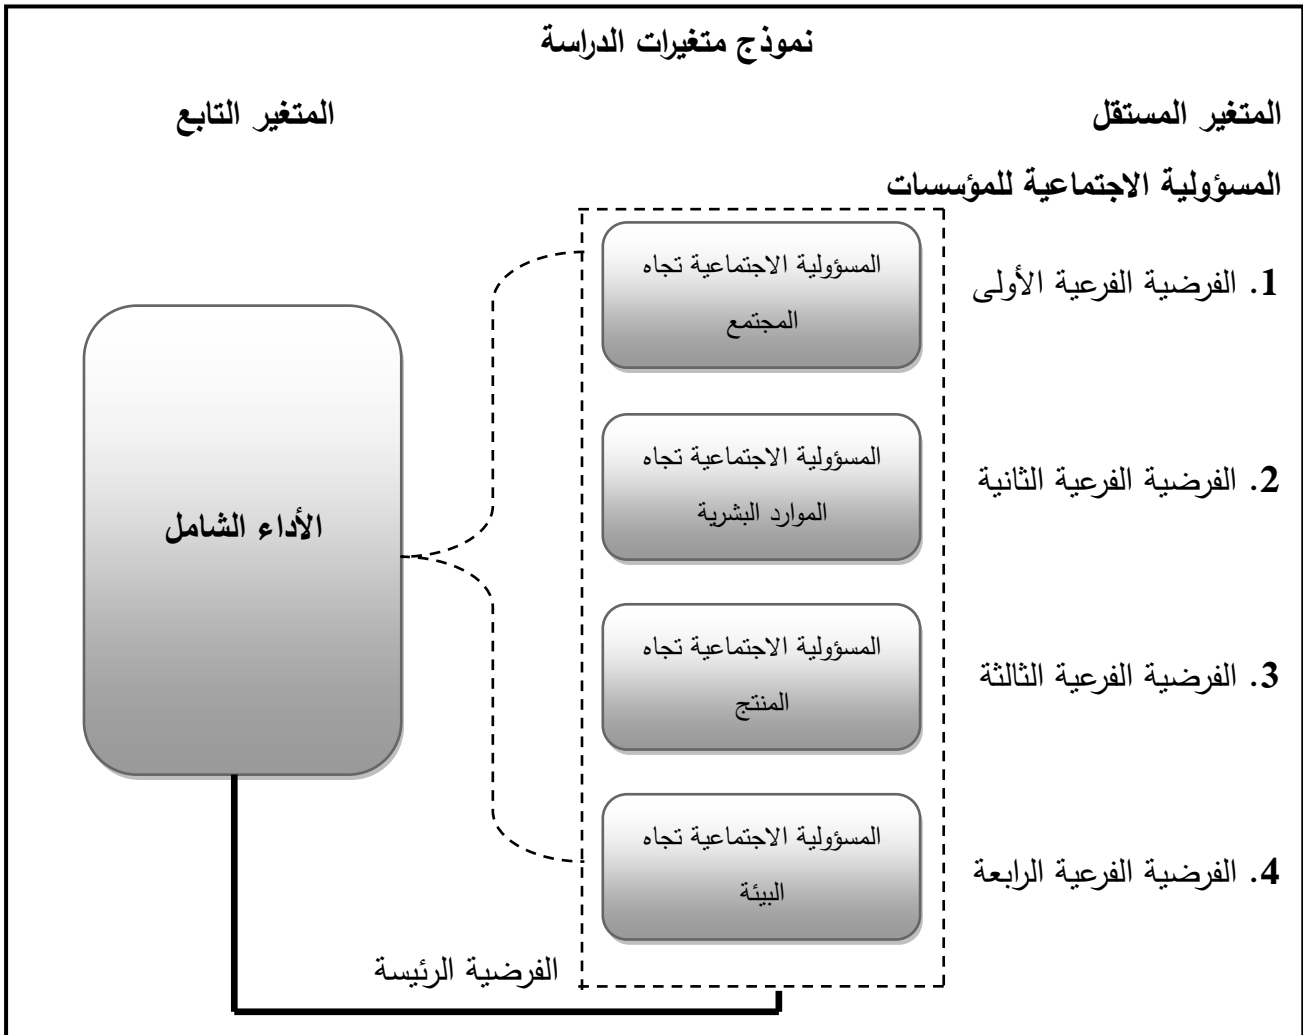 نموذج متغيرات الدراسة
المتغير المستقل
المتغير التابع
المسؤولية الاجتماعية للمؤسسات
1. الفرضية الفرعية الأولى
المسؤولية الاجتماعية تجاه
المجتمع
2. الفرضية الفرعية الثانية
المسؤولية الاجتماعية تجاه
الموارد البشرية
الأداء الشامل
3. الفرضية الفرعية الثالثة
المسؤولية الاجتماعية تجاه
المنتج
4. الفرضية الفرعية الرابعة
المسؤولية الاجتماعية تجاه
البيئة
الفرضية الرئيسة